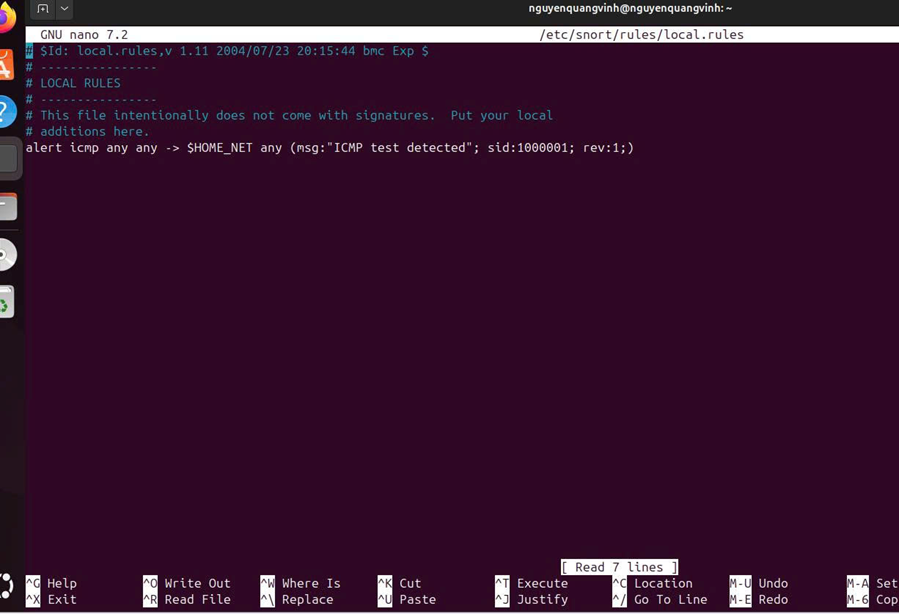 nguyenquangvinh@nguyenquangvinh: ~
GNU nano 7.2 /etc/snort/rules/local.rules
# $Id: local.rules,v 1.11 2004/07/23 20:15:44 bmc Exp $
# ----------------
# LOCAL RULES
# ----------------
# This file intentionally does not come with signatures.  Put your local
# additions here.
alert icmp any any -> $HOME_NET any (msg:"ICMP test detected"; sid:1000001; rev:1;)
[ Read 7 lines ]
^G Help ^O Write Out ^W Where Is ^K Cut ^T Execute ^C Location M-U Undo M-A Set
^X Exit ^R Read File ^\ Replace ^U Paste ^J Justify ^/ Go To Line M-E Redo M-6 Cop